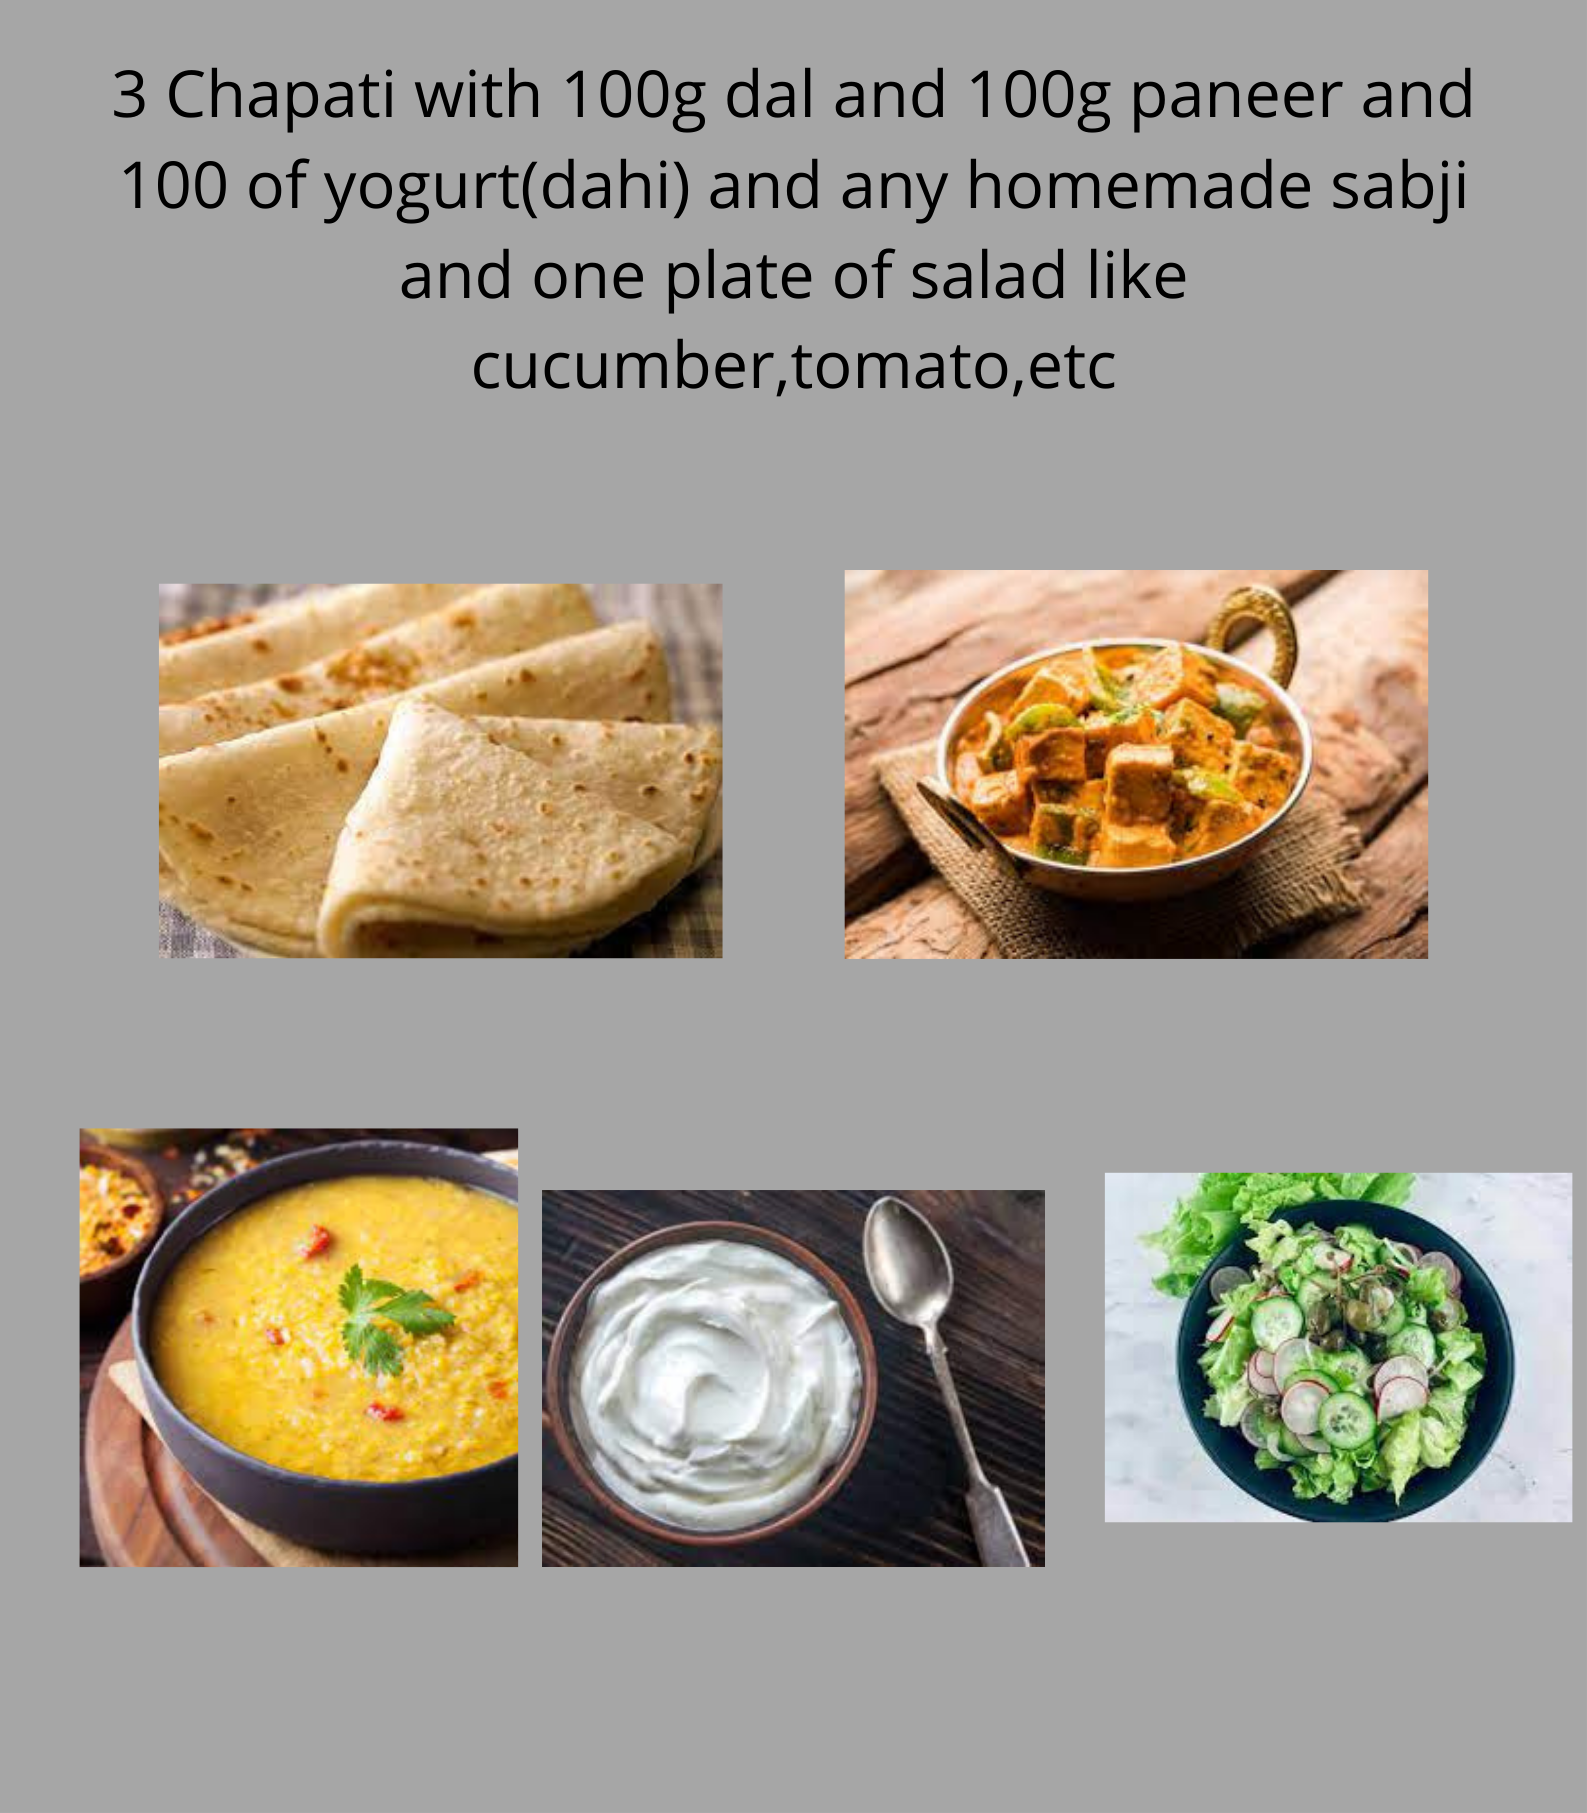 3 Chapati with 100g dal and 100g paneer and
100 of yogurt(dahi) and any homemade sabji
and one plate of salad like
cucumber,tomato,etc